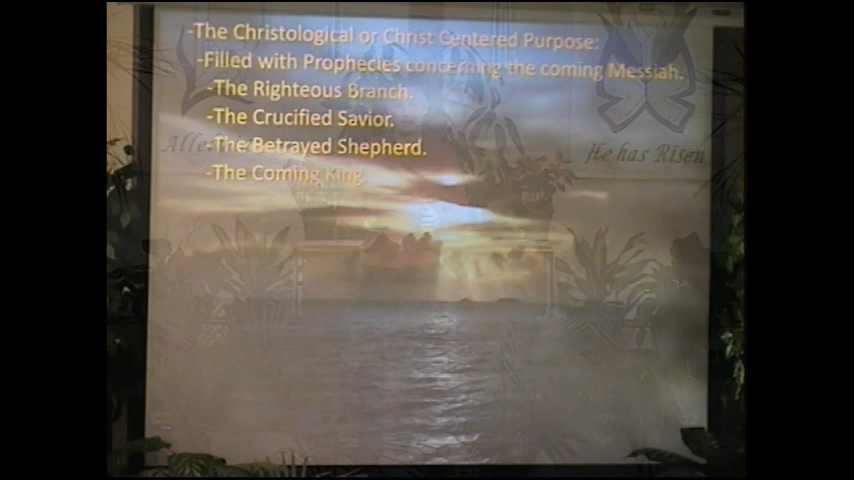 -The Christological or Christ Centered Purpose:
-Filled with Prophecies concerning the coming Messiah.
-The Righteous Branch.
-The Crucified Savior.
-The Betrayed Shepherd.
-The Coming King
He has Risen